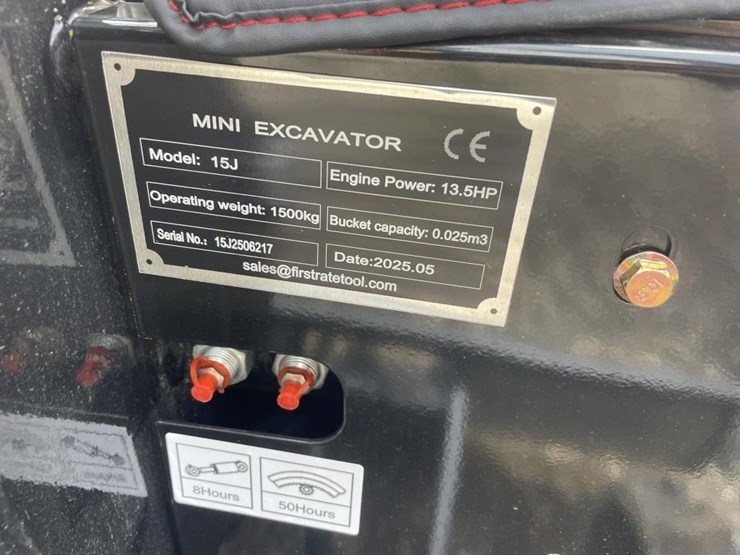 MINI EXCAVATOR CE
Model: 15J
Engine Power: 13.5HP
Operating weight: 1500kg
Bucket capacity: 0.025m3
Serial No.: 15J2506217
Date:2025.05
sales@firstratetool.com
8Hours
50Hours